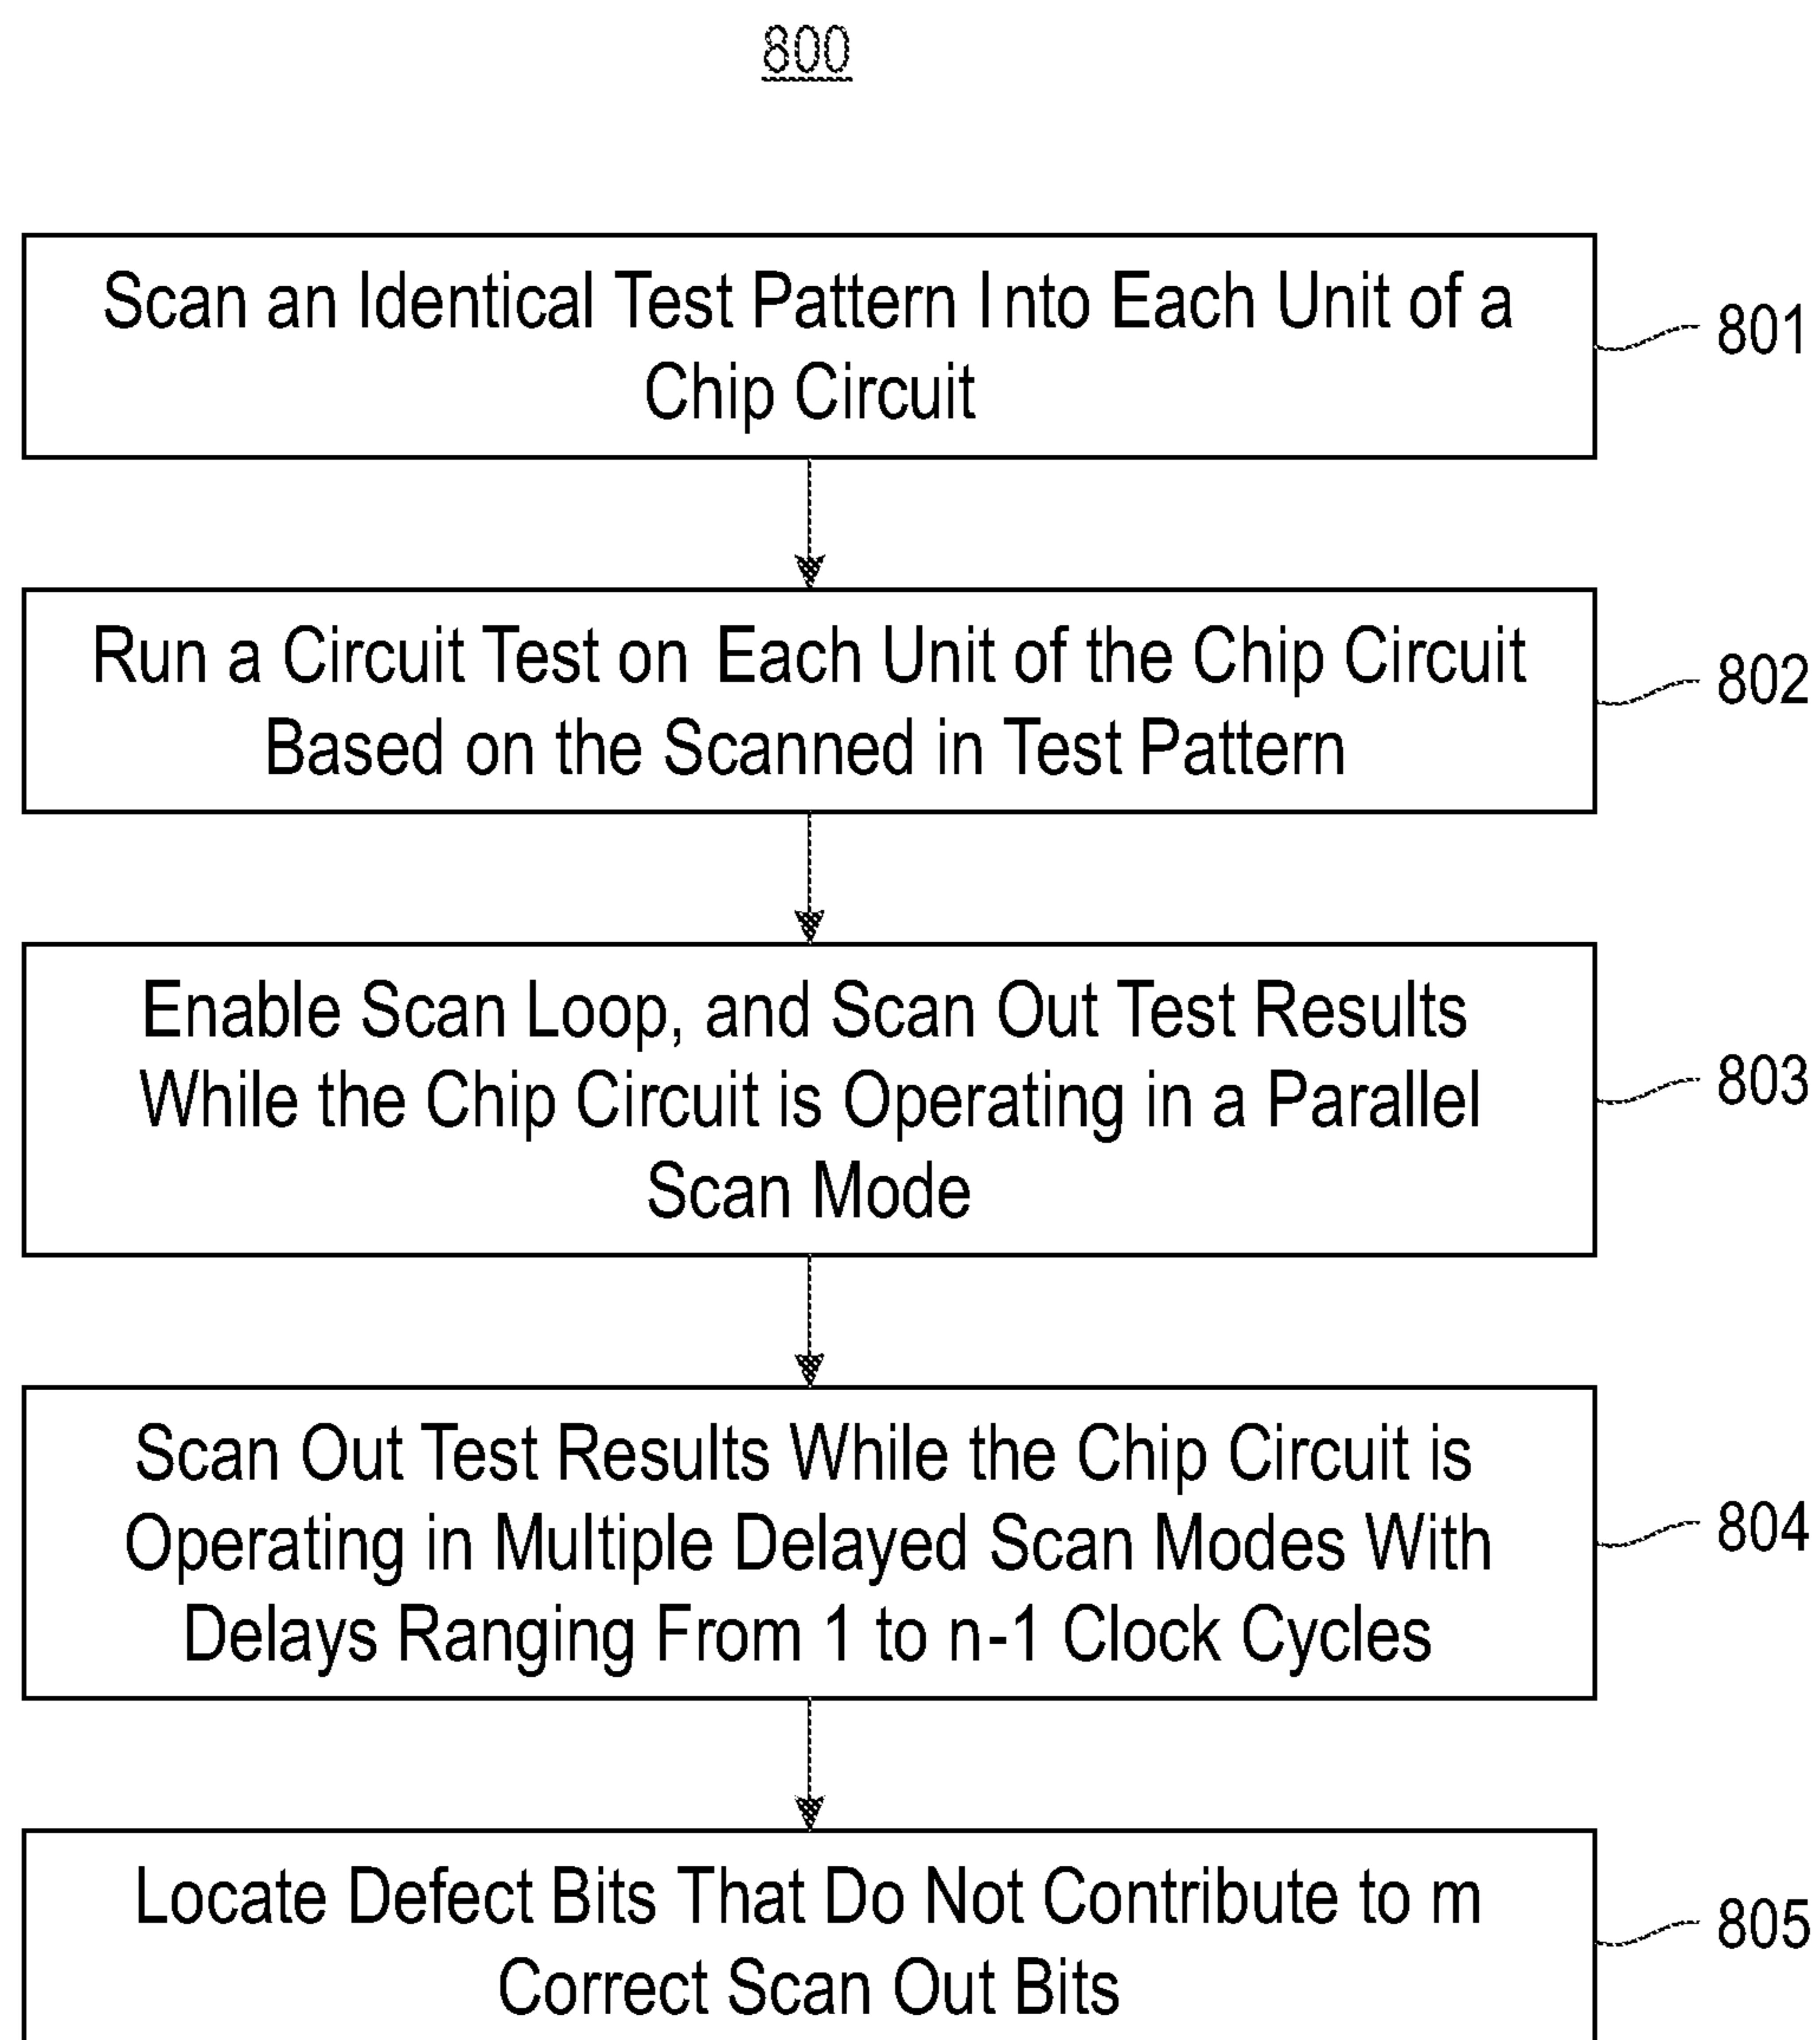 800
Scan an Identical Test Pattern Into Each Unit of a
Chip Circuit
801
Run a Circuit Test on Each Unit of the Chip Circuit
Based on the Scanned in Test Pattern
802
Enable Scan Loop, and Scan Out Test Results
While the Chip Circuit is Operating in a Parallel
Scan Mode
803
Scan Out Test Results While the Chip Circuit is
Operating in Multiple Delayed Scan Modes With
Delays Ranging From 1 to n-1 Clock Cycles
804
Locate Defect Bits That Do Not Contribute to m
Correct Scan Out Bits
805